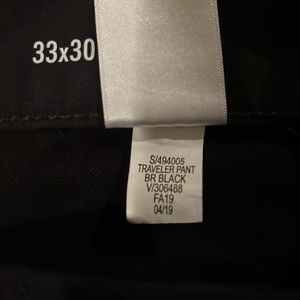 33x30
S/494005
TRAVELER PANT
BR BLACK
V/306488
FA19
04/19